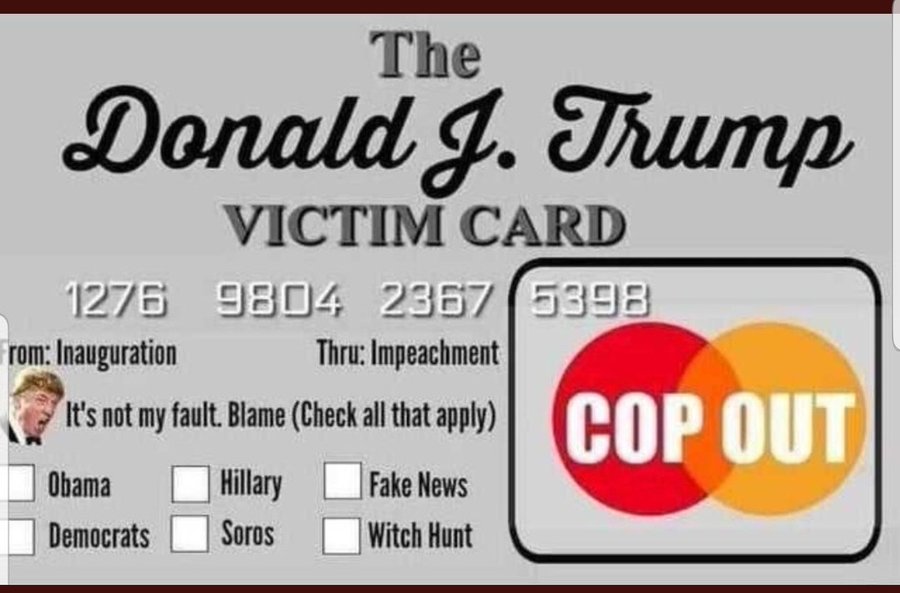 The
Donald J. Trump
VICTIM CARD
1276 9804 2367 5398
From: Inauguration Thru: Impeachment
It's not my fault. Blame (Check all that apply)
COP OUT
Obama Hillary Fake News
Democrats Soros Witch Hunt